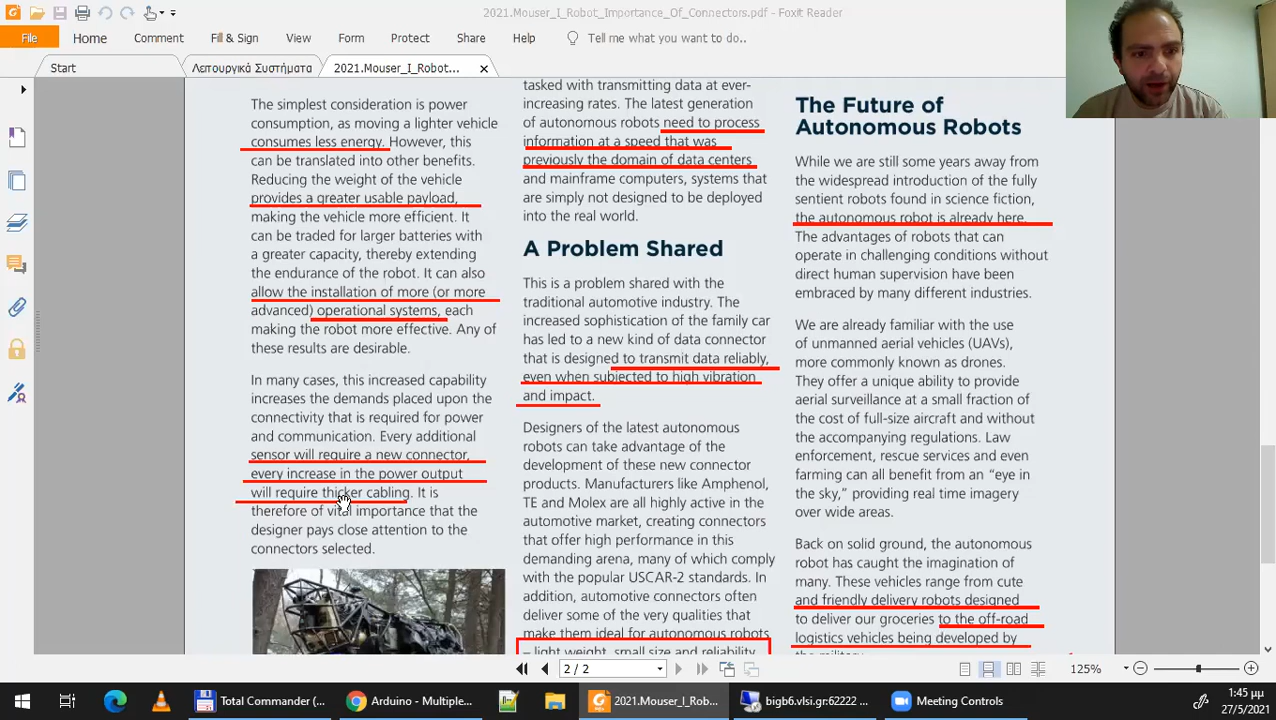 2021.Mouser_I_Robot_Importance_Of_Connectors.pdf - Foxit Reader
File
Home
Comment
Fill & Sign
View
Form
Protect
Share
Help
Tell me what you want to do..
Start
Λειτουργικά Συστήματα
2021.Mouser_I_Robot...
The simplest consideration is power
consumption, as moving a lighter vehicle
consumes less energy. However, this
can be translated into other benefits.
Reducing the weight of the vehicle
provides a greater usable payload,
making the vehicle more efficient. It
can be traded for larger batteries with
a greater capacity, thereby extending
the endurance of the robot. It can also
allow the installation of more (or more
advanced) operational systems, each
making the robot more effective. Any of
these results are desirable.
In many cases, this increased capability
increases the demands placed upon the
connectivity that is required for power
and communication. Every additional
sensor will require a new connector,
every increase in the power output
will require thicker cabling. It is
therefore of vital importance that the
designer pays close attention to the
connectors selected.
tasked with transmitting data at ever-
increasing rates. The latest generation
of autonomous robots need to process
information at a speed that was
previously the domain of data centers
and mainframe computers, systems that
are simply not designed to be deployed
into the real world.
A Problem Shared
This is a problem shared with the
traditional automotive industry. The
increased sophistication of the family car
has led to a new kind of data connector
that is designed to transmit data reliably,
even when subjected to high vibration
and impact.
Designers of the latest autonomous
robots can take advantage of the
development of these new connector
products. Manufacturers like Amphenol,
TE and Molex are all highly active in the
automotive market, creating connectors
that offer high performance in this
demanding arena, many of which comply
with the popular USCAR-2 standards. In
addition, automotive connectors often
deliver some of the very qualities that
make them ideal for autonomous robots
– light weight, small size and reliability
The Future of
Autonomous Robots
While we are still some years away from
the widespread introduction of the fully
sentient robots found in science fiction,
the autonomous robot is already here.
The advantages of robots that can
operate in challenging conditions without
direct human supervision have been
embraced by many different industries.
We are already familiar with the use
of unmanned aerial vehicles (UAVs),
more commonly known as drones.
They offer a unique ability to provide
aerial surveillance at a small fraction of
the cost of full-size aircraft and without
the accompanying regulations. Law
enforcement, rescue services and even
farming can all benefit from an “eye in
the sky,” providing real time imagery
over wide areas.
Back on solid ground, the autonomous
robot has caught the imagination of
many. These vehicles range from cute
and friendly delivery robots designed
to deliver our groceries to the off-road
logistics vehicles being developed by
2 / 2
125%
Total Commander (...
Arduino - Multiple...
2021.Mouser_I_Rob...
bigb6.vlsi.gr:62222 ...
Meeting Controls
1:45 μμ
27/5/2021